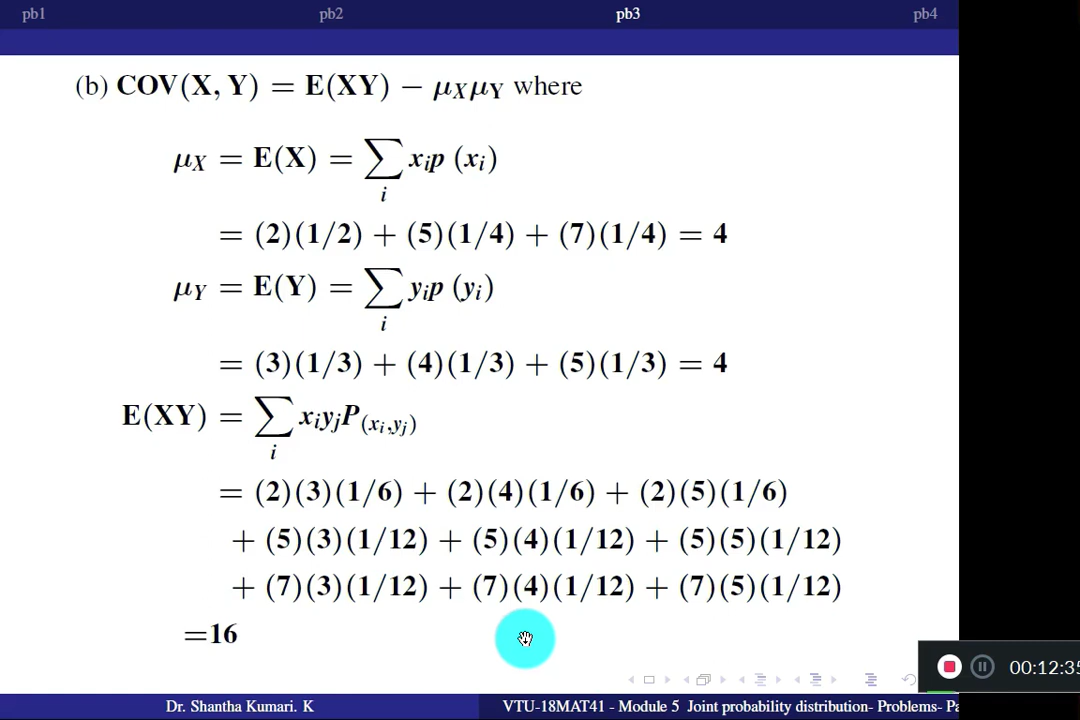 pb1 pb2 pb3 pb4
(b) COV(X, Y) = E(XY) − μXμY where
μX = E(X) = ∑i xip (xi)
= (2)(1/2) + (5)(1/4) + (7)(1/4) = 4
μY = E(Y) = ∑i yip (yi)
= (3)(1/3) + (4)(1/3) + (5)(1/3) = 4
E(XY) = ∑i xiyjP(xi,yj)
= (2)(3)(1/6) + (2)(4)(1/6) + (2)(5)(1/6)
+ (5)(3)(1/12) + (5)(4)(1/12) + (5)(5)(1/12)
+ (7)(3)(1/12) + (7)(4)(1/12) + (7)(5)(1/12)
=16
00:12:35
Dr. Shantha Kumari. K VTU-18MAT41 - Module 5 Joint probability distribution- Problems- Pa